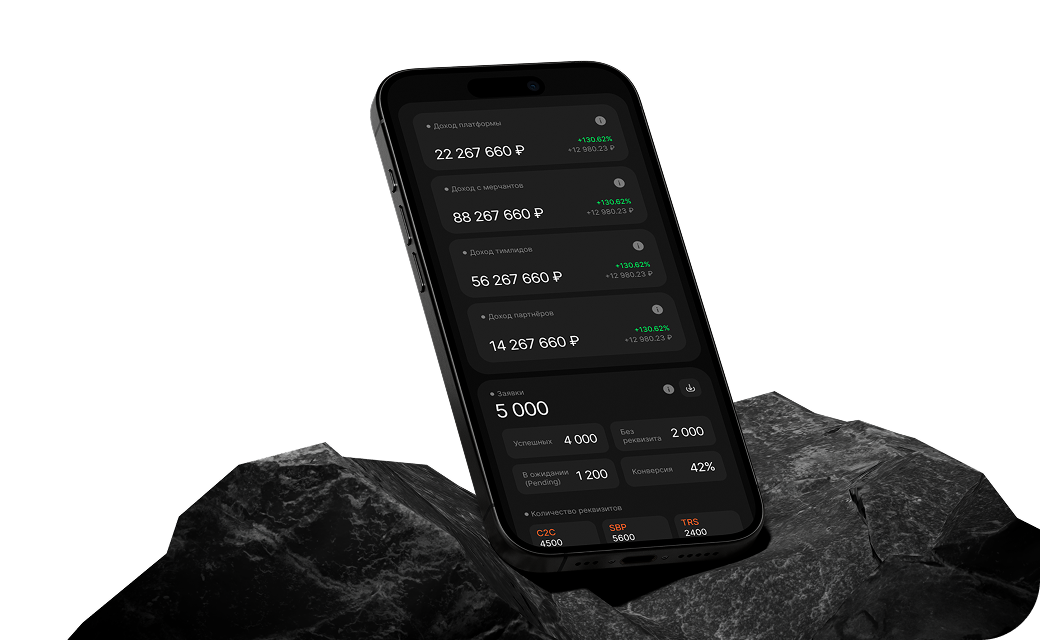 Доход платформы
22 267 660 ₽
+130.62%
+12 980.23 ₽
Доход с мерчантов
88 267 660 ₽
+130.62%
+12 980.23 ₽
Доход тимлидов
56 267 660 ₽
+130.62%
+12 980.23 ₽
Доход партнёров
14 267 660 ₽
+130.62%
+12 980.23 ₽
Заявки
5 000
Успешных 4 000
Без
реквизита 2 000
В ожидании
(Pending) 1 200
Конверсия 42%
Количество реквизитов
C2C
4500
SBP
5600
TRS
2400